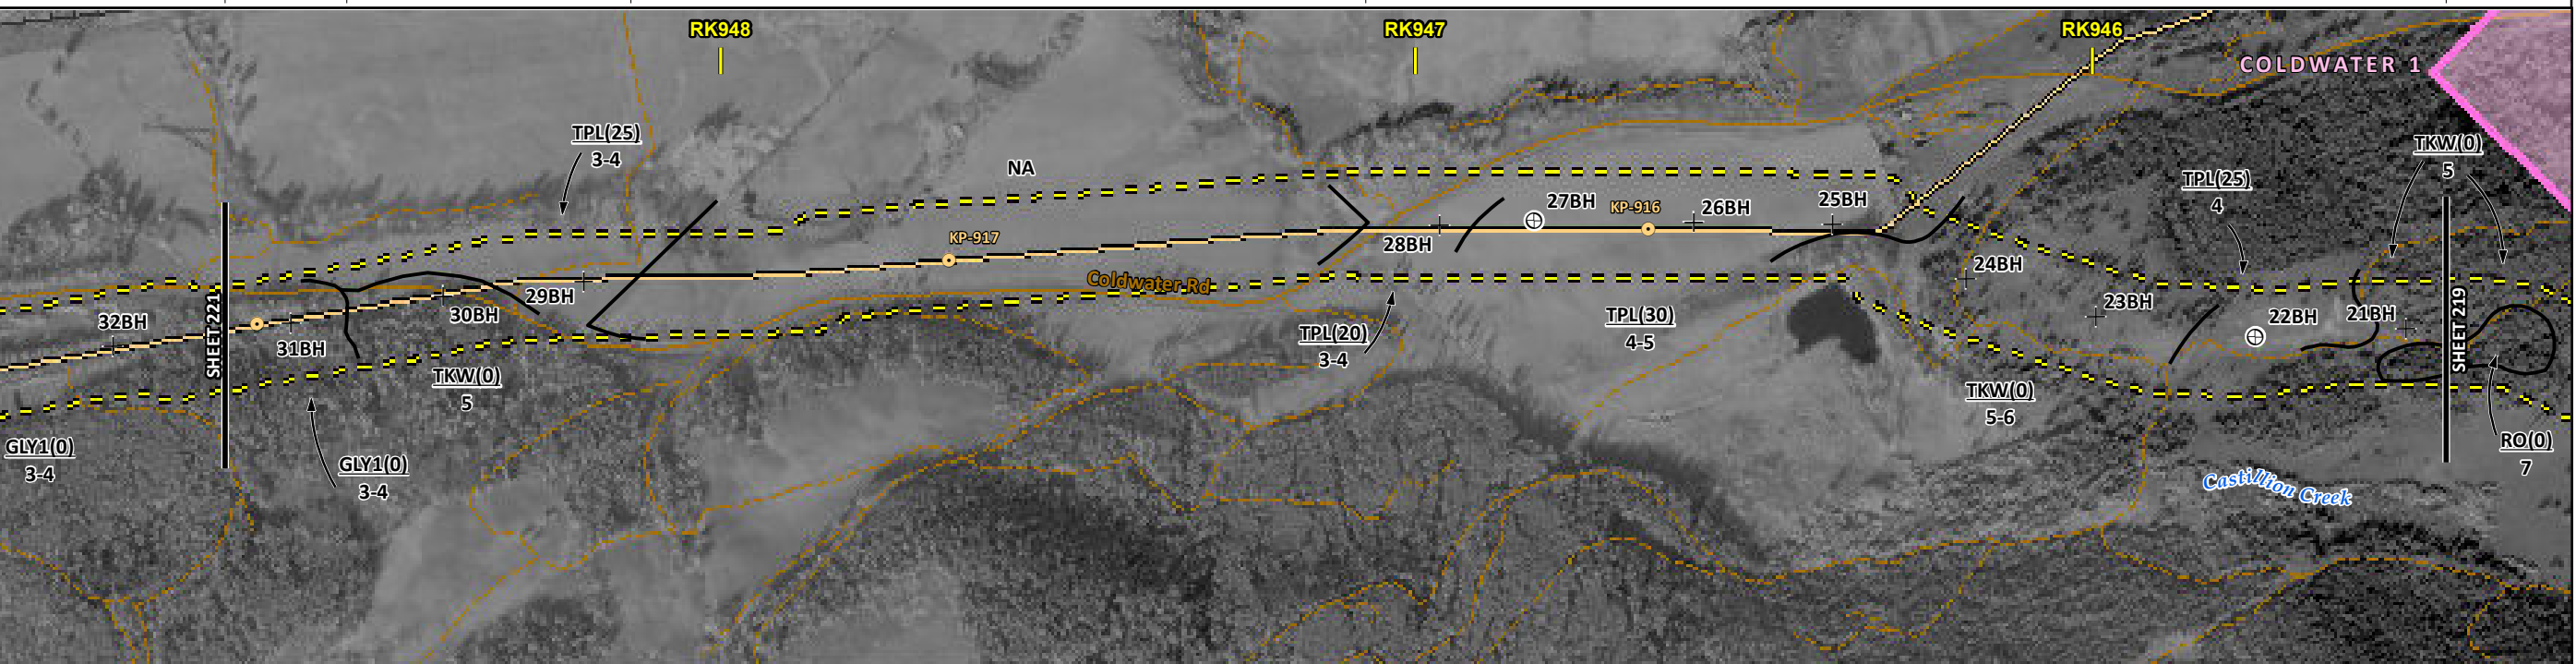 RK948
RK947
RK946
COLDWATER 1
TPL(25)
3-4
NA
TKW(0)
5
TPL(25)
4
27BH
KP-916
26BH
25BH
28BH
KP-917
24BH
Coldwater Rd
29BH
30BH
32BH
31BH
SHEET 221
23BH
22BH
21BH
SHEET 219
TPL(20)
3-4
TPL(30)
4-5
TKW(0)
5
TKW(0)
5-6
GLY1(0)
3-4
GLY1(0)
3-4
RO(0)
7
Castillion Creek